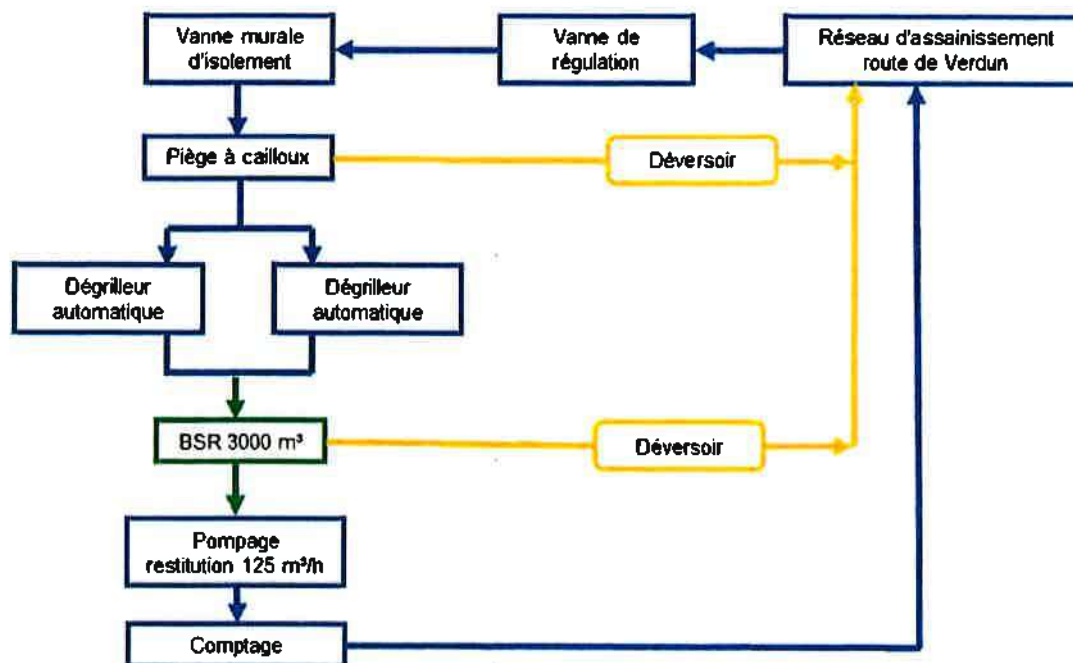 Vanne murale
d'isolement
Vanne de
régulation
Réseau d'assainissement
route de Verdun
Piège à cailloux
Déversoir
Dégrilleur
automatique
Dégrilleur
automatique
BSR 3000 m³
Déversoir
Pompage
restitution 125 m³/h
Comptage